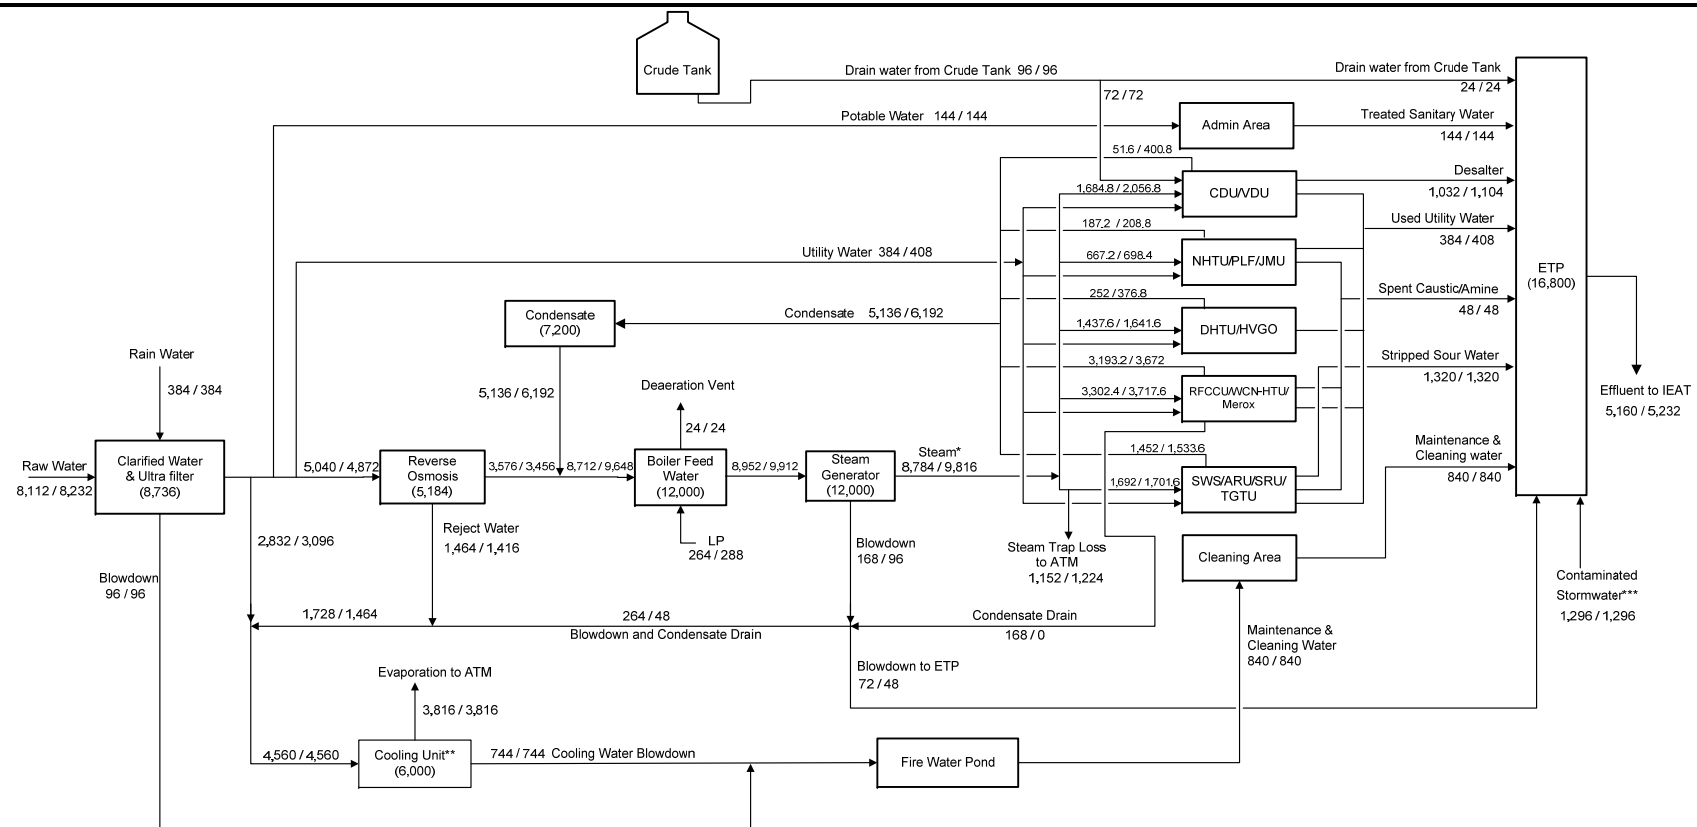 Crude Tank
Drain water from Crude Tank 96 / 96
Drain water from Crude Tank
24 / 24
72 / 72
Potable Water 144 / 144
Admin Area
Treated Sanitary Water
144 / 144
51.6 / 400.8
1,684.8 / 2,056.8
CDU/VDU
Desalter
1,032 / 1,104
187.2 / 208.8
Used Utility Water
384 / 408
Utility Water 384 / 408
667.2 / 698.4
NHTU/PLF/JMU
ETP
(16,800)
252 / 376.8
Spent Caustic/Amine
48 / 48
Condensate
(7,200)
Condensate 5,136 / 6,192
1,437.6 / 1,641.6
DHTU/HVGO
Rain Water
384 / 384
3,193.2 / 3,672
Stripped Sour Water
1,320 / 1,320
5,136 / 6,192
Deaeration Vent
24 / 24
3,302.4 / 3,717.6
RFCCU/WCN-HTU/
Merox
Effluent to IEAT
5,160 / 5,232
Raw Water
8,112 / 8,232
Clarified Water
& Ultra filter
(8,736)
5,040 / 4,872
Reverse
Osmosis
(5,184)
3,576 / 3,456
8,712 / 9,648
Boiler Feed
Water
(12,000)
8,952 / 9,912
Steam
Generator
(12,000)
Steam*
8,784 / 9,816
1,452 / 1,533.6
1,692 / 1,701.6
SWS/ARU/SRU/
TGTU
Maintenance &
Cleaning water
840 / 840
2,832 / 3,096
Reject Water
1,464 / 1,416
LP
264 / 288
Blowdown
168 / 96
Steam Trap Loss
to ATM
1,152 / 1,224
Cleaning Area
Blowdown
96 / 96
Contaminated
Stormwater***
1,296 / 1,296
1,728 / 1,464
264 / 48
Blowdown and Condensate Drain
Condensate Drain
168 / 0
Maintenance &
Cleaning Water
840 / 840
Blowdown to ETP
72 / 48
Evaporation to ATM
3,816 / 3,816
4,560 / 4,560
Cooling Unit**
(6,000)
744 / 744 Cooling Water Blowdown
Fire Water Pond